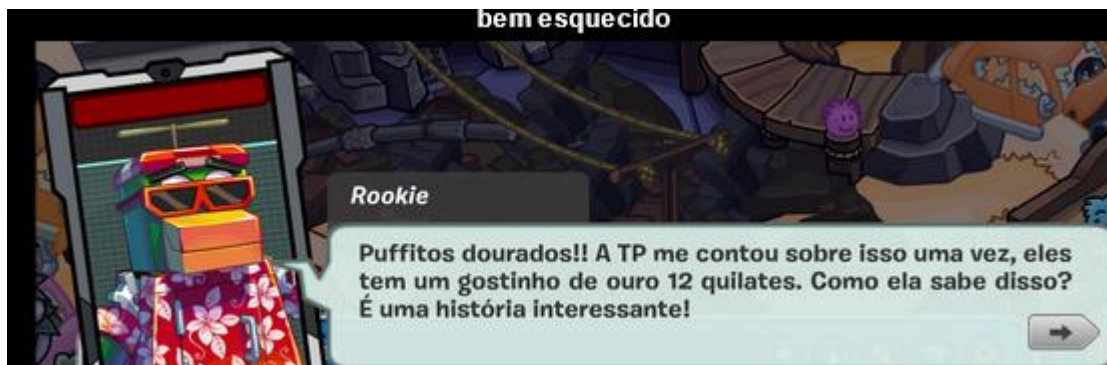 bem esquecido
Rookie
Puffitos dourados!! A TP me contou sobre isso uma vez, eles
tem um gostinho de ouro 12 quilates. Como ela sabe disso?
É uma história interessante!